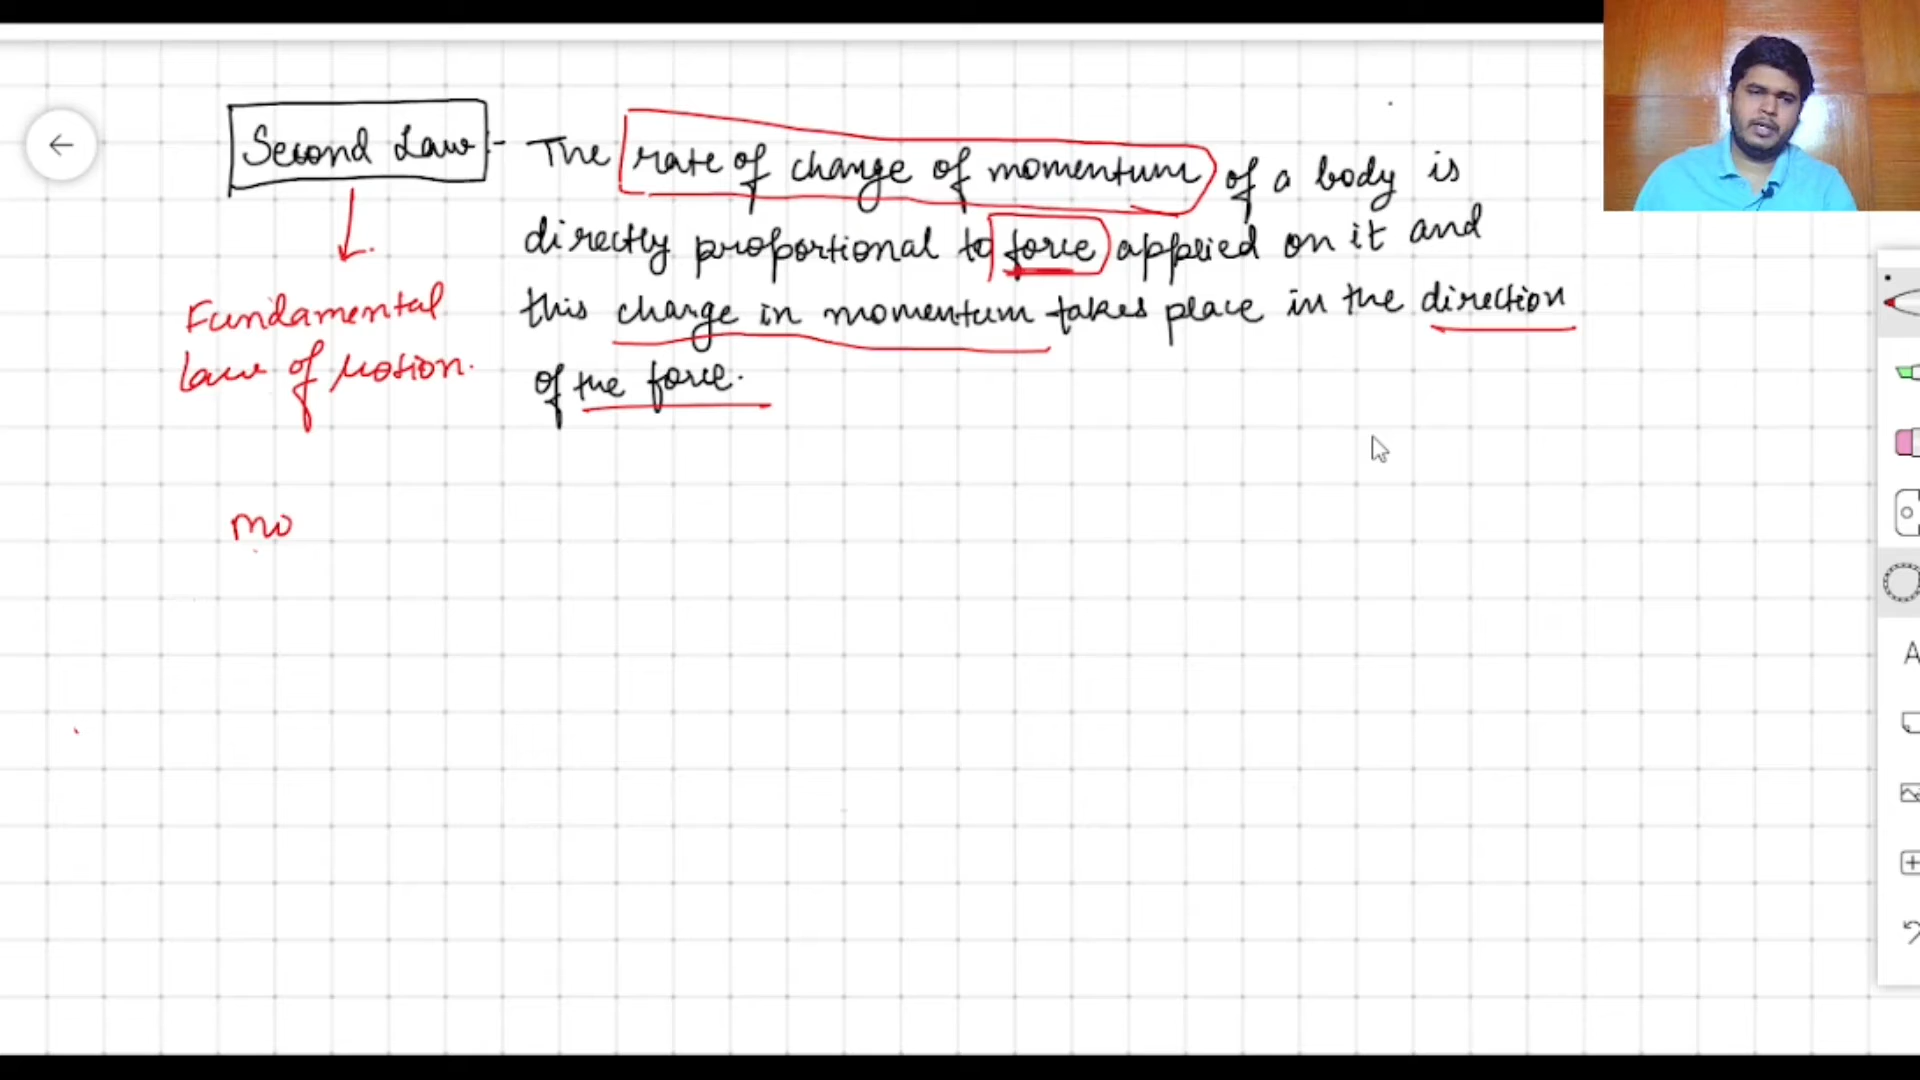 Second Law :- The rate of change of momentum of a body is
directly proportional to force applied on it and
this change in momentum takes place in the direction
of the force.
Fundamental
Law of Motion.
mo
A